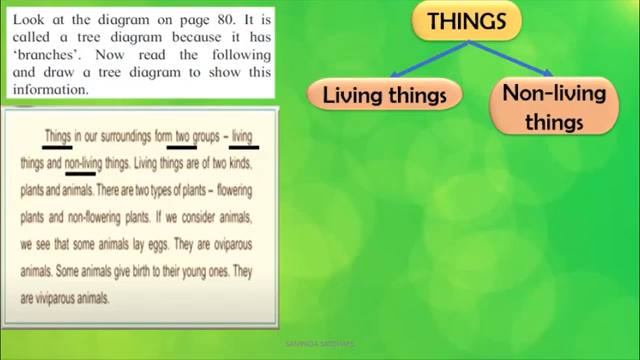 Look at the diagram on page 80. It is
called a tree diagram because it has
‘branches’. Now read the following
and draw a tree diagram to show this
information.
Things in our surroundings form two groups – living
things and non-living things. Living things are of two kinds,
plants and animals. There are two types of plants – flowering
plants and non-flowering plants. If we consider animals,
we see that some animals lay eggs. They are oviparous
animals. Some animals give birth to their young ones. They
are viviparous animals.
THINGS
Living things
Non-living
things